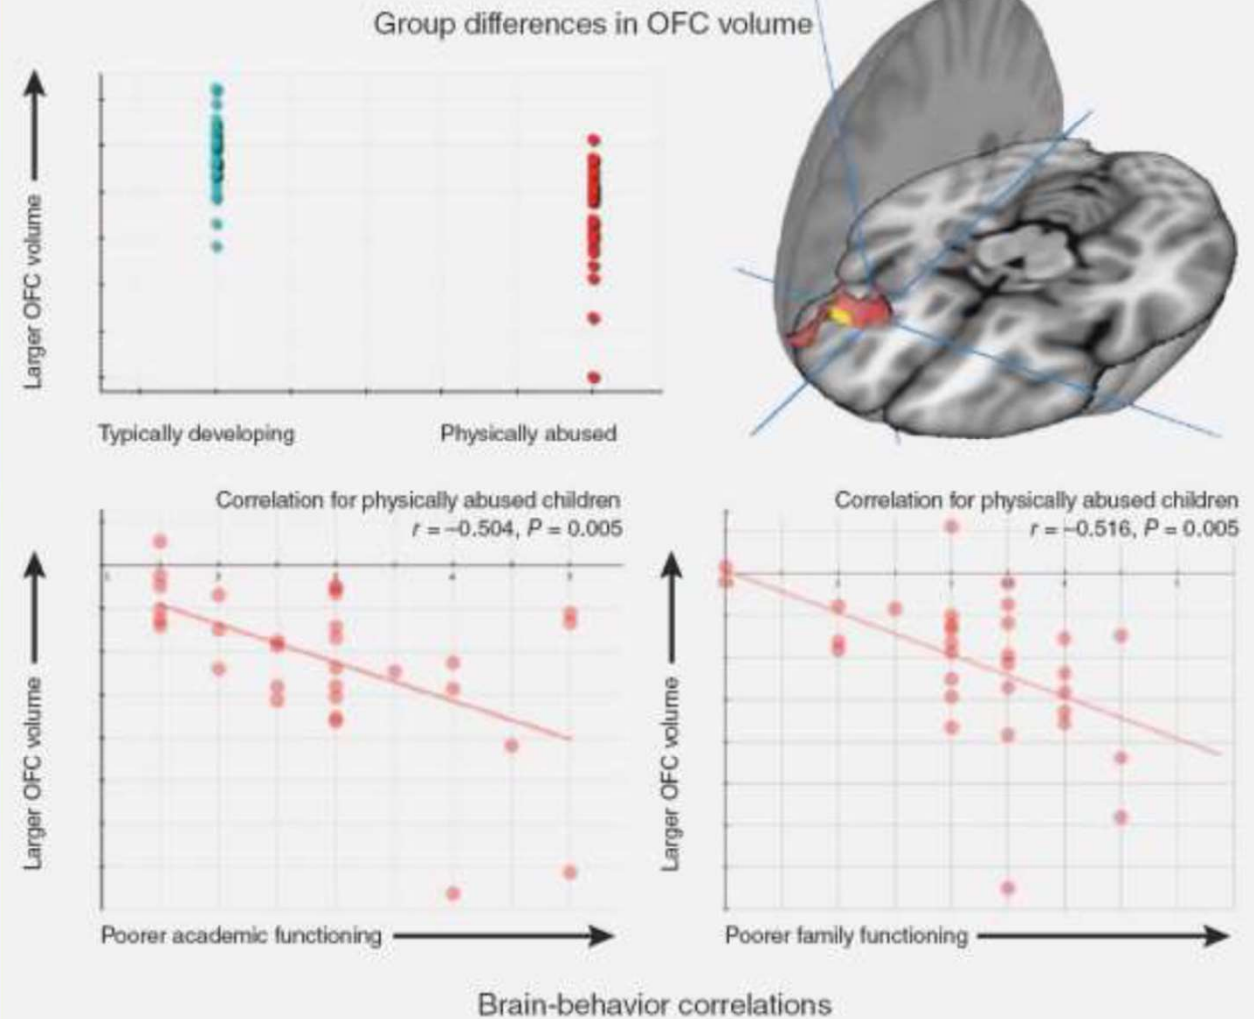 Group differences in OFC volume
Larger OFC volume
Typically developing
Physically abused
Correlation for physically abused children
r = –0.504, P = 0.005
Larger OFC volume
Poorer academic functioning
Correlation for physically abused children
r = –0.516, P = 0.005
Larger OFC volume
Poorer family functioning
Brain-behavior correlations